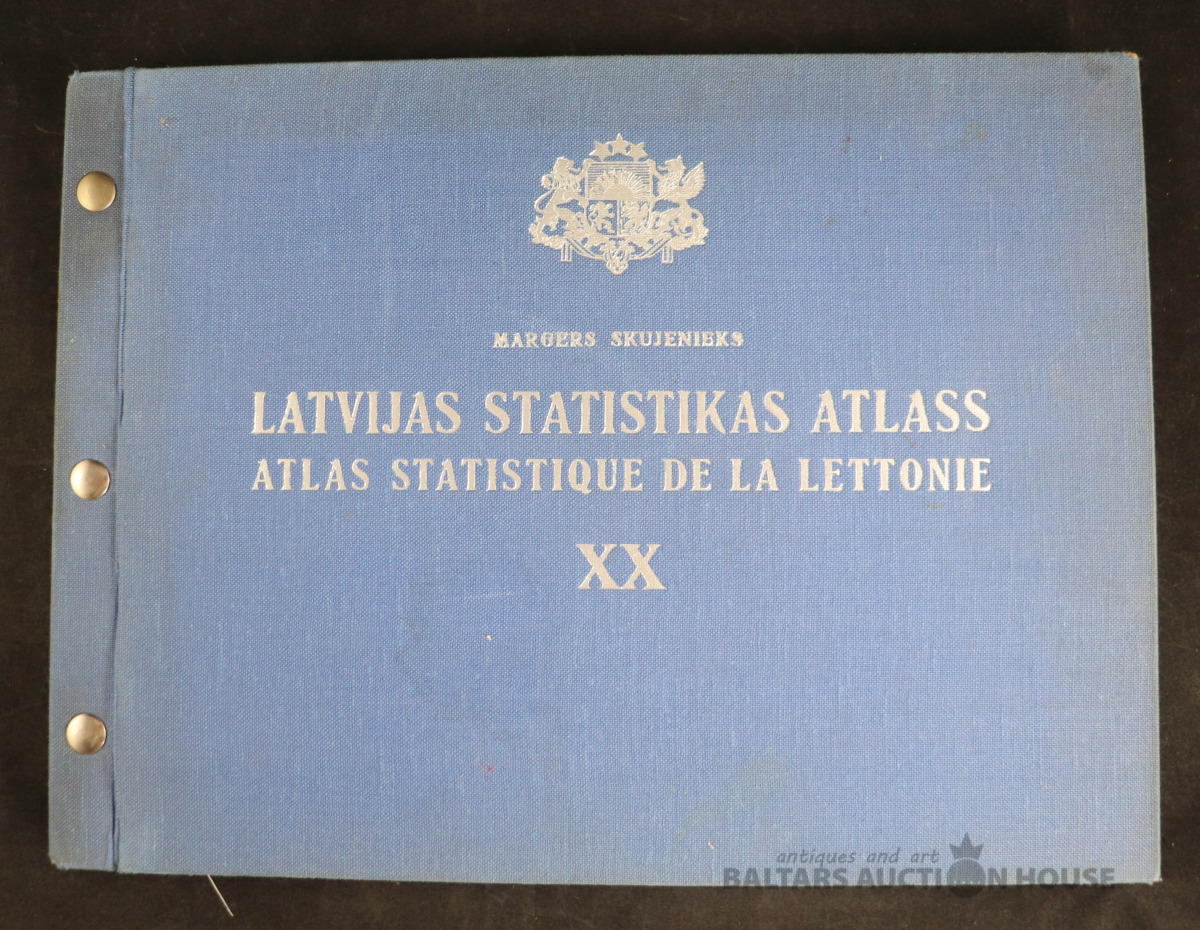 MARGERS SKUJENIEKS
LATVIJAS STATISTIKAS ATLASS
ATLAS STATISTIQUE DE LA LETTONIE
XX
antiques and art
BALTARS AUCTION HOUSE